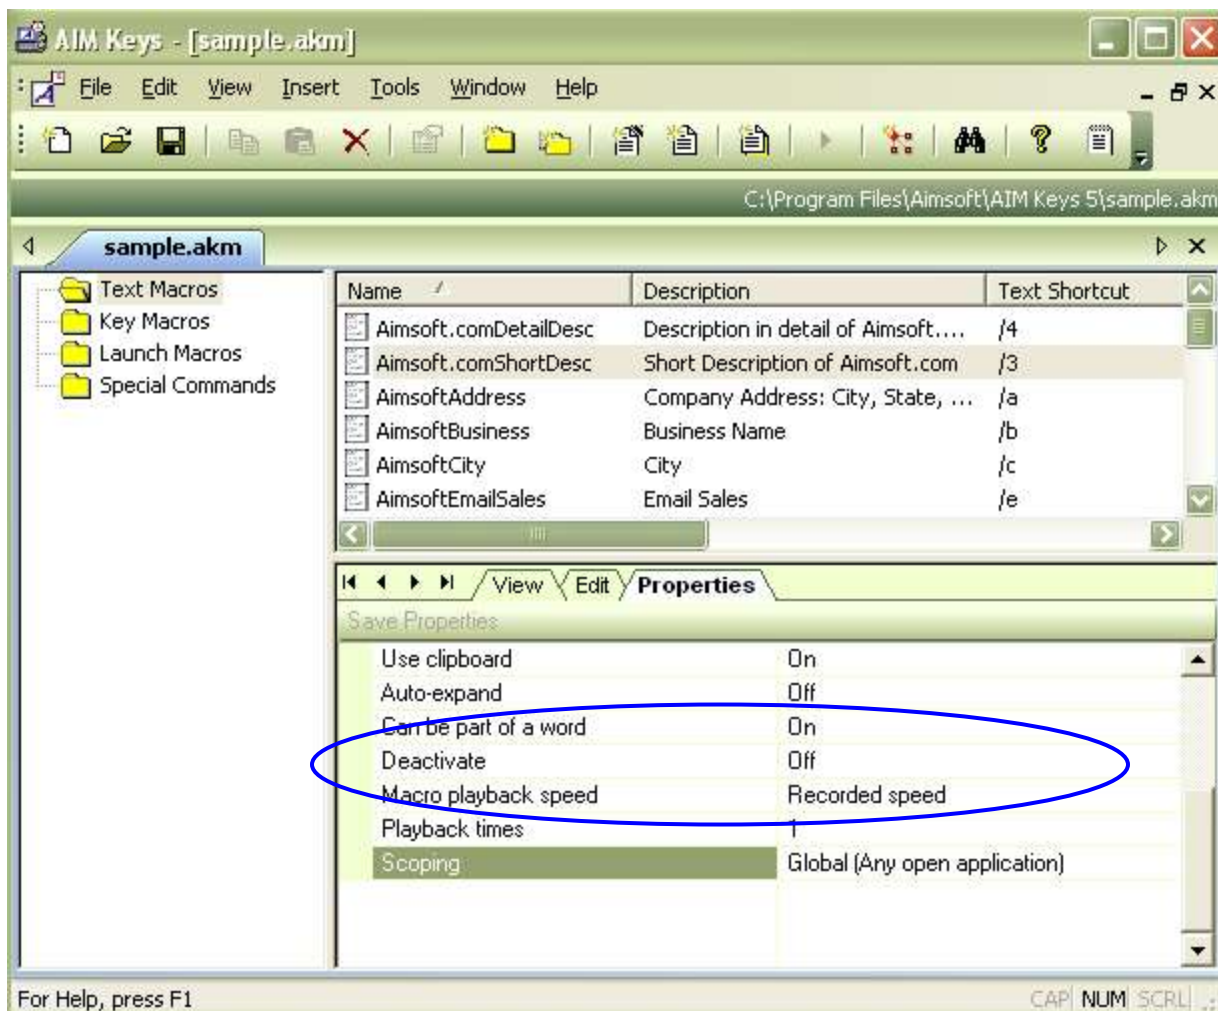 AIM Keys - [sample.akm]
File Edit View Insert Tools Window Help
C:\Program Files\Aimsoft\AIM Keys 5\sample.akm
sample.akm
Text Macros
Key Macros
Launch Macros
Special Commands
Name Description Text Shortcut
Aimsoft.comDetailDesc Description in detail of Aimsoft.... /4
Aimsoft.comShortDesc Short Description of Aimsoft.com /3
AimsoftAddress Company Address: City, State, ... /a
AimsoftBusiness Business Name /b
AimsoftCity City /c
AimsoftEmailSales Email Sales /e
View Edit Properties
Save Properties
Use clipboard On
Auto-expand Off
Can be part of a word On
Deactivate Off
Macro playback speed Recorded speed
Playback times 1
Scoping Global (Any open application)
For Help, press F1 CAP NUM SCRL